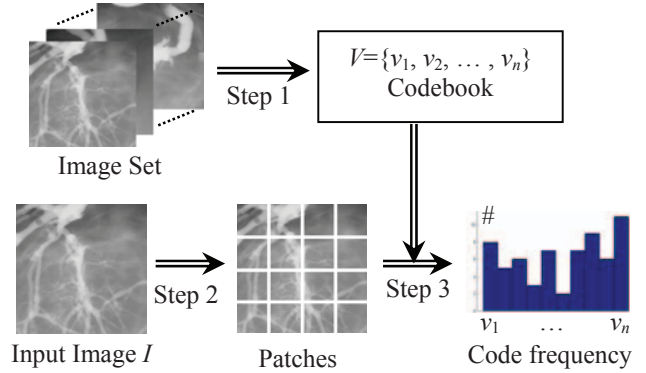 V={v1, v2, … , vn}
Codebook
Step 1
Image Set
Step 2
Step 3
#
v1 … vn
Input Image I
Patches
Code frequency